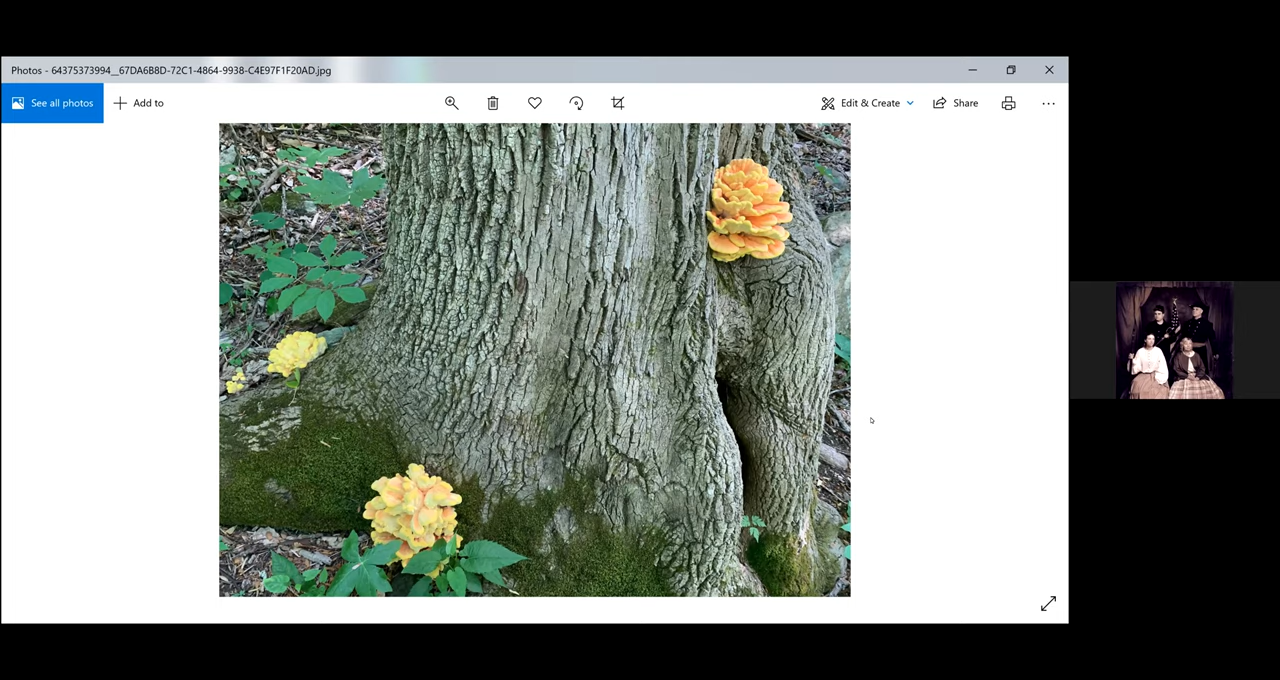 Photos - 64375373994__67DA6B8D-72C1-4864-9938-C4E97F1F20AD.jpg
See all photos
Add to
Edit & Create
Share